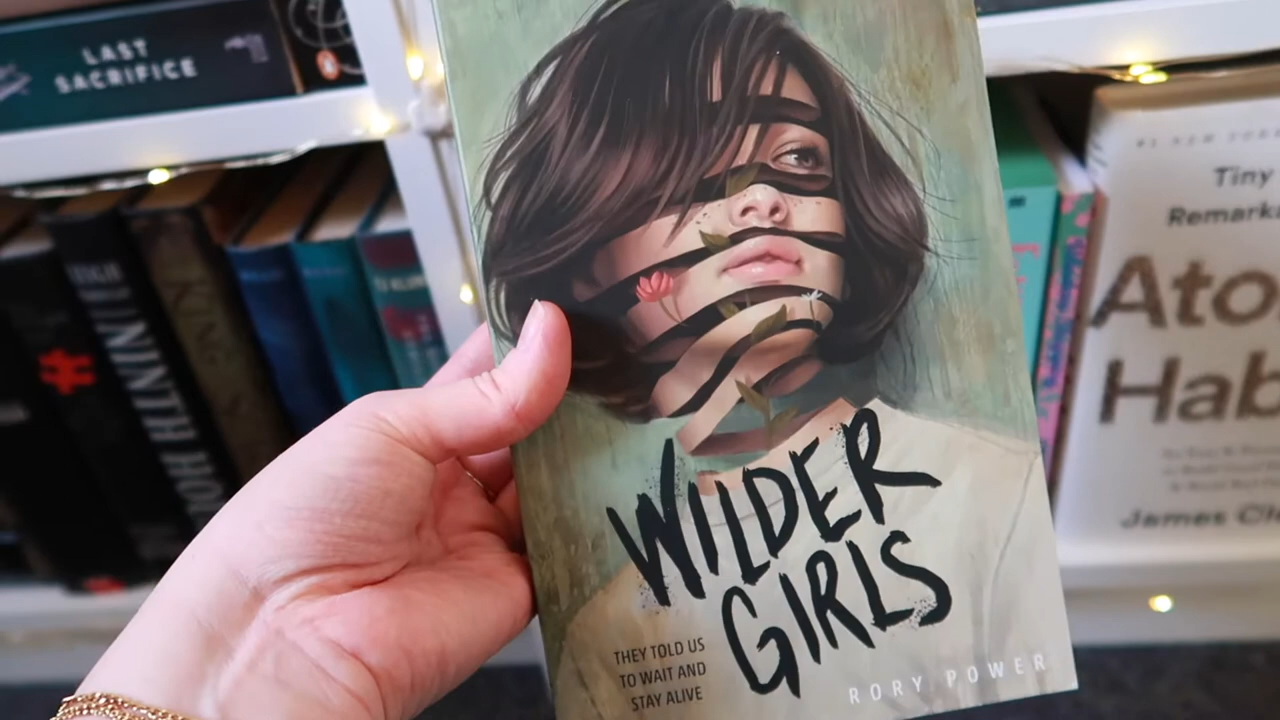 LAST
SACRIFICE
WILDER
GIRLS
THEY TOLD US
TO WAIT AND
STAY ALIVE
RORY POWER
Tiny
Remark
Ato
Hab
James Cl